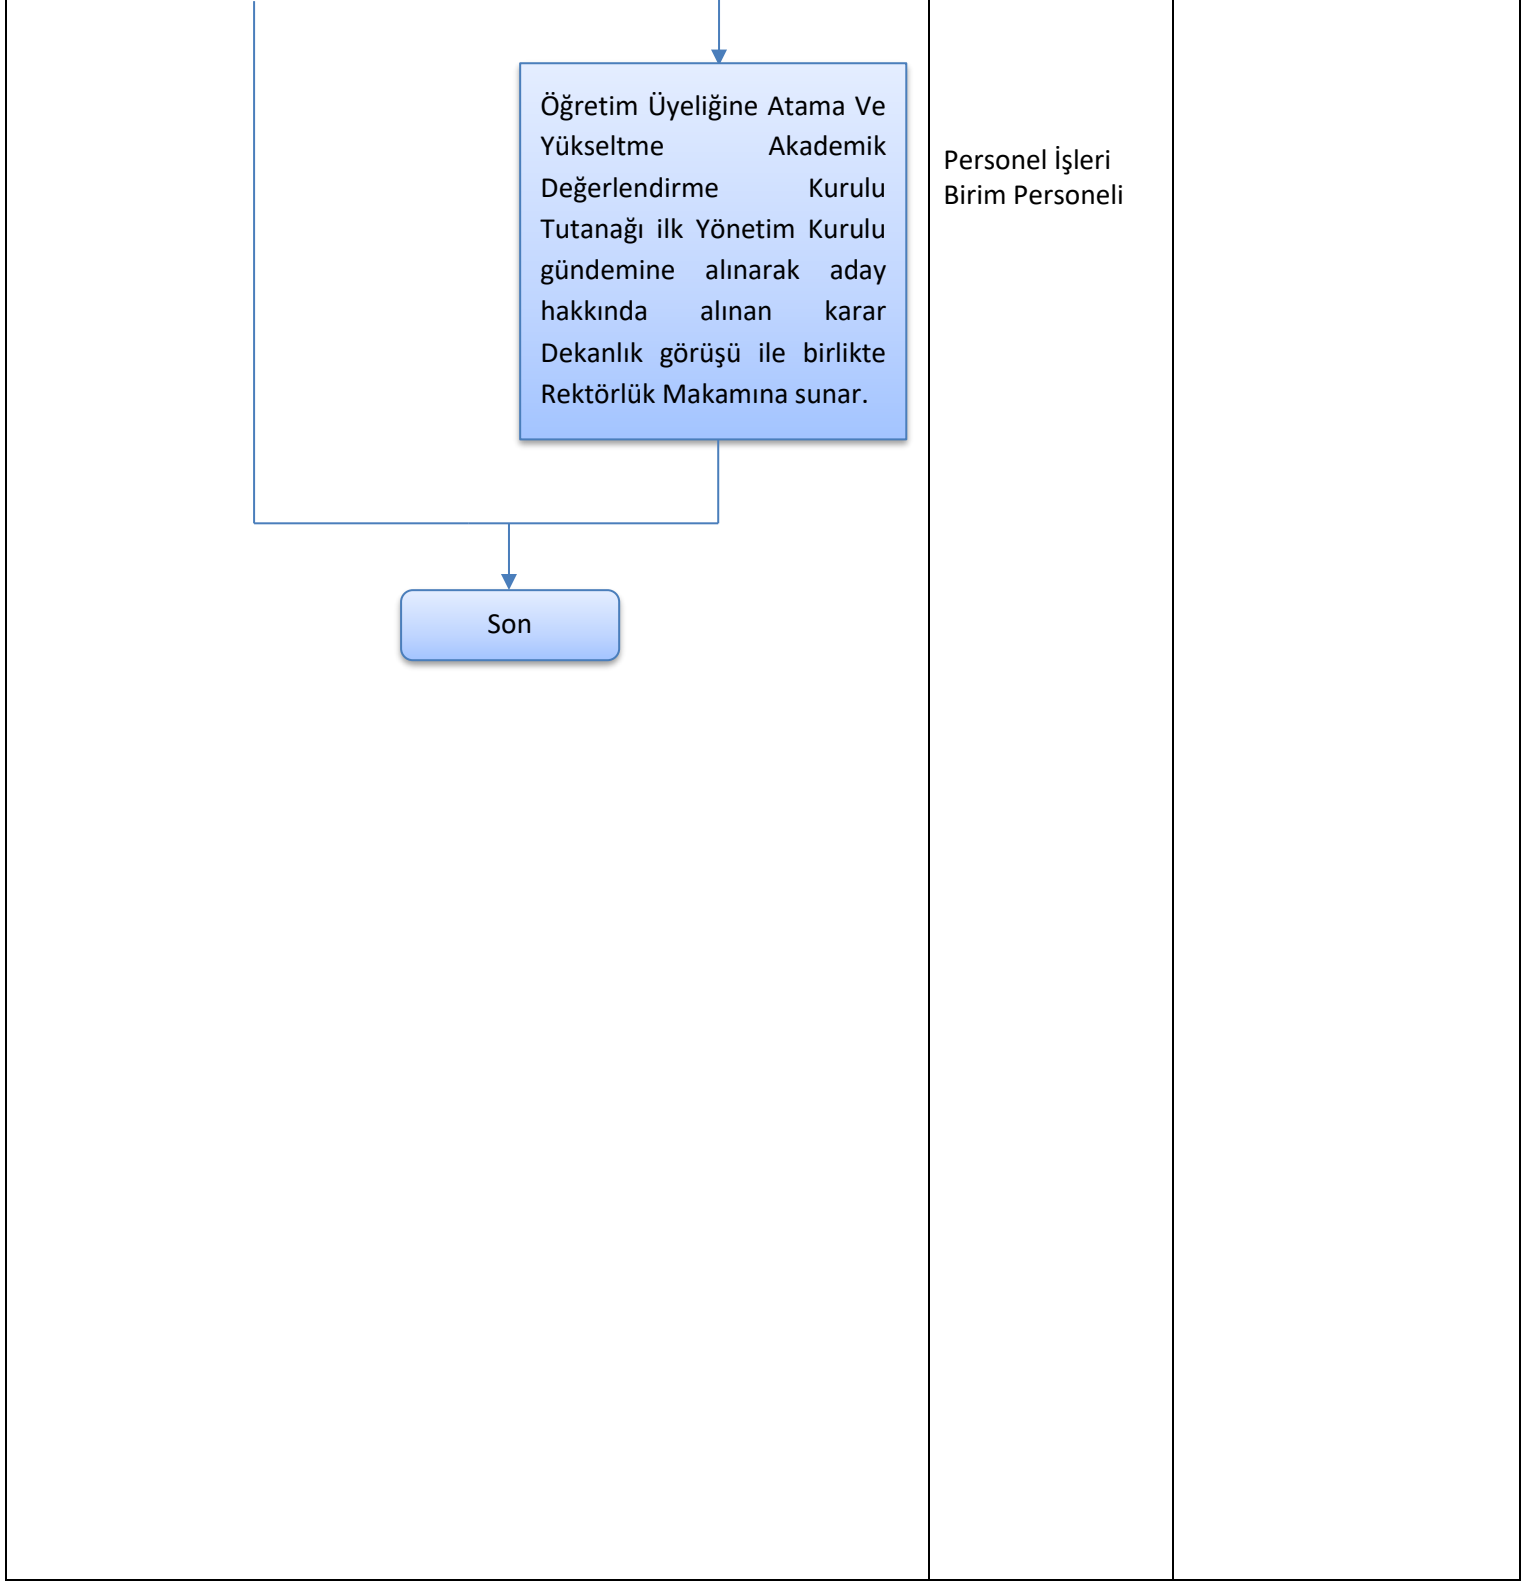 Öğretim Üyeliğine Atama Ve
Yükseltme Akademik
Değerlendirme Kurulu
Tutanağı ilk Yönetim Kurulu
gündemine alınarak aday
hakkında alınan karar
Dekanlık görüşü ile birlikte
Rektörlük Makamına sunar.
Personel İşleri
Birim Personeli
Son